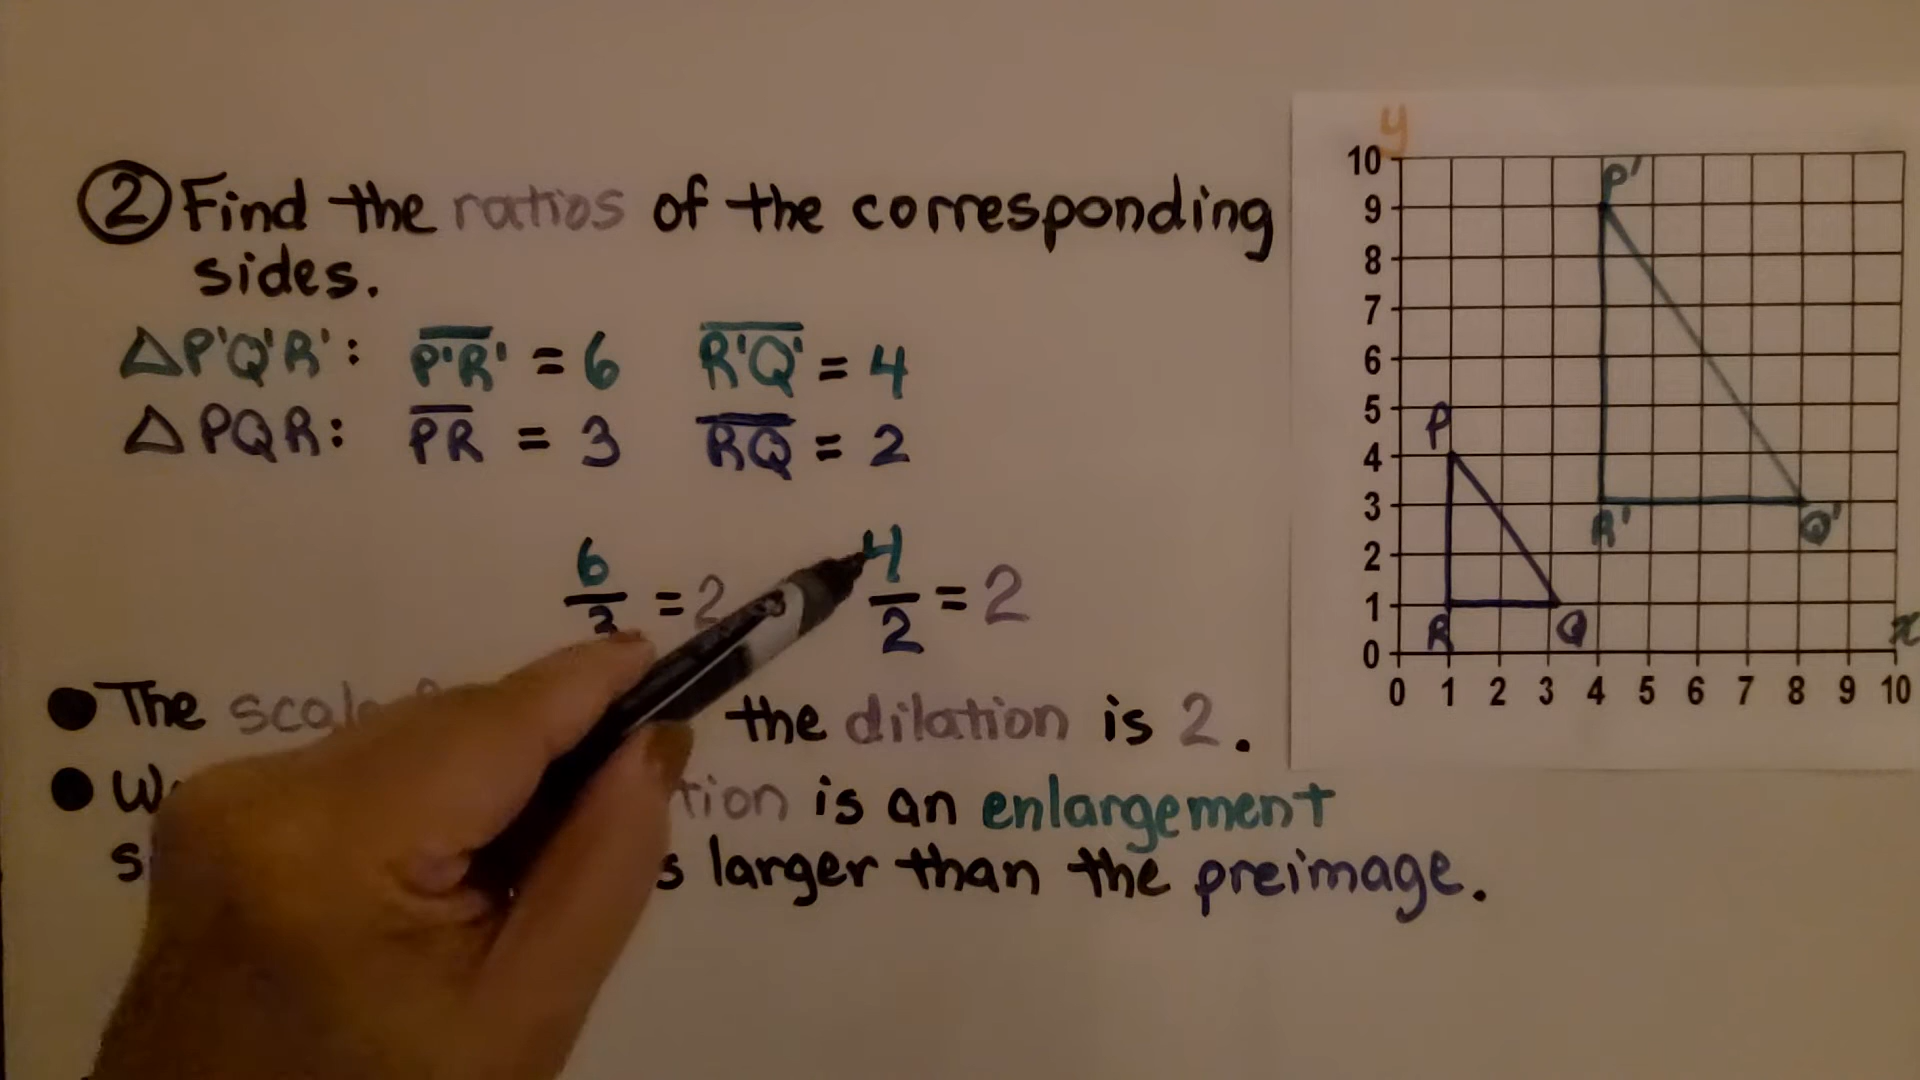 ② Find the ratios of the corresponding
sides.
△P'Q'R': P'R' = 6 R'Q' = 4
△PQR: PR = 3 RQ = 2
6/3 = 2 4/2 = 2
● The the dilation is 2.
● is an enlargement
larger than the preimage.
y
10
9
8
7
6
5
4
3
2
1
0
0 1 2 3 4 5 6 7 8 9 10
x
P'
R'
Q'
P
R
Q